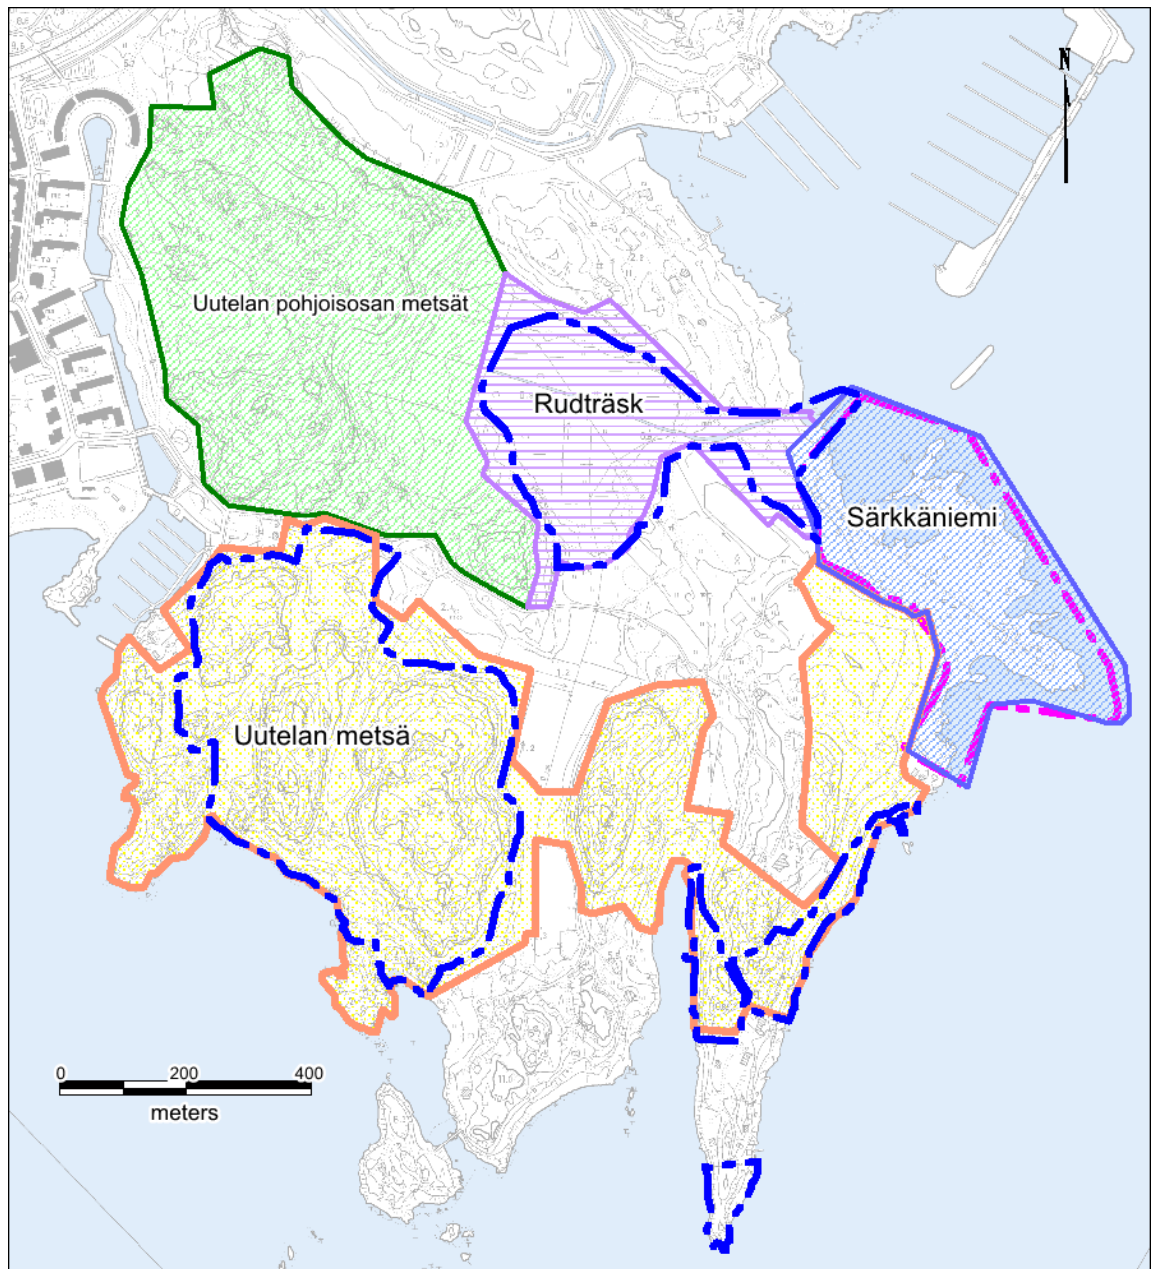 N
Uutelan pohjoisosan metsät
Rudträsk
Särkkäniemi
Uutelan metsä
0 200 400
meters